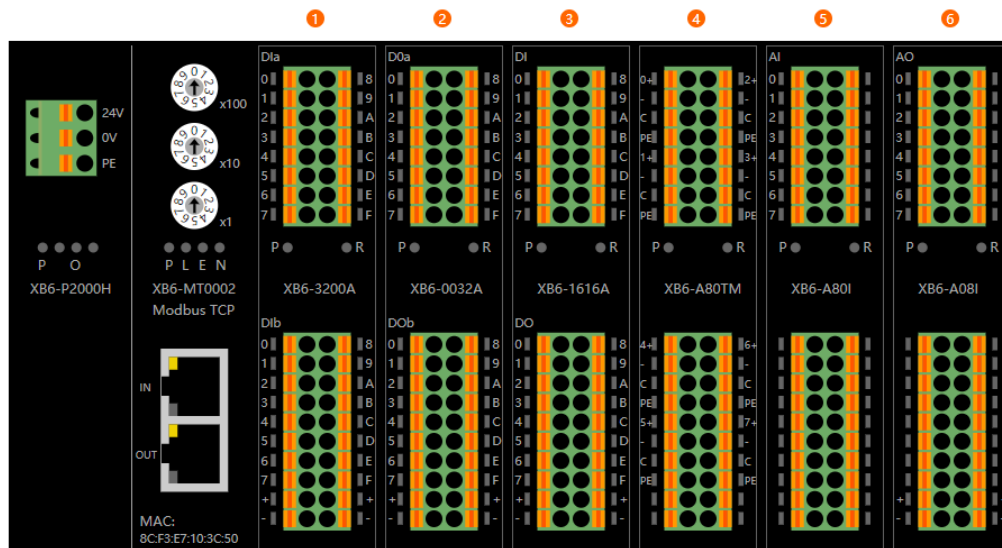 1 2 3 4 5 6
24V
0V
PE
P O
XB6-P2000H
x100
x10
x1
P L E N
XB6-MT0002
Modbus TCP
IN
OUT
MAC:
8C:F3:E7:10:3C:50
DIa
0 8
1 9
2 A
3 B
4 C
5 D
6 E
7 F
P R
XB6-3200A
DIb
0 8
1 9
2 A
3 B
4 C
5 D
6 E
7 F
+ +
- -
D0a
0 8
1 9
2 A
3 B
4 C
5 D
6 E
7 F
P R
XB6-0032A
DOb
0 8
1 9
2 A
3 B
4 C
5 D
6 E
7 F
+ +
- -
DI
0 8
1 9
2 A
3 B
4 C
5 D
6 E
7 F
P R
XB6-1616A
DO
0 8
1 9
2 A
3 B
4 C
5 D
6 E
7 F
+ +
- -
0+ 2+
- -
C C
PE PE
1+ 3+
- -
C C
PE PE
P R
XB6-A80TM
4+ 6+
- -
C C
PE PE
5+ 7+
- -
C C
PE PE
AI
0
1
2
3
4
5
6
7
P R
XB6-A80I
AO
0
1
2
3
4
5
6
7
P R
XB6-A08I
+ +
- -